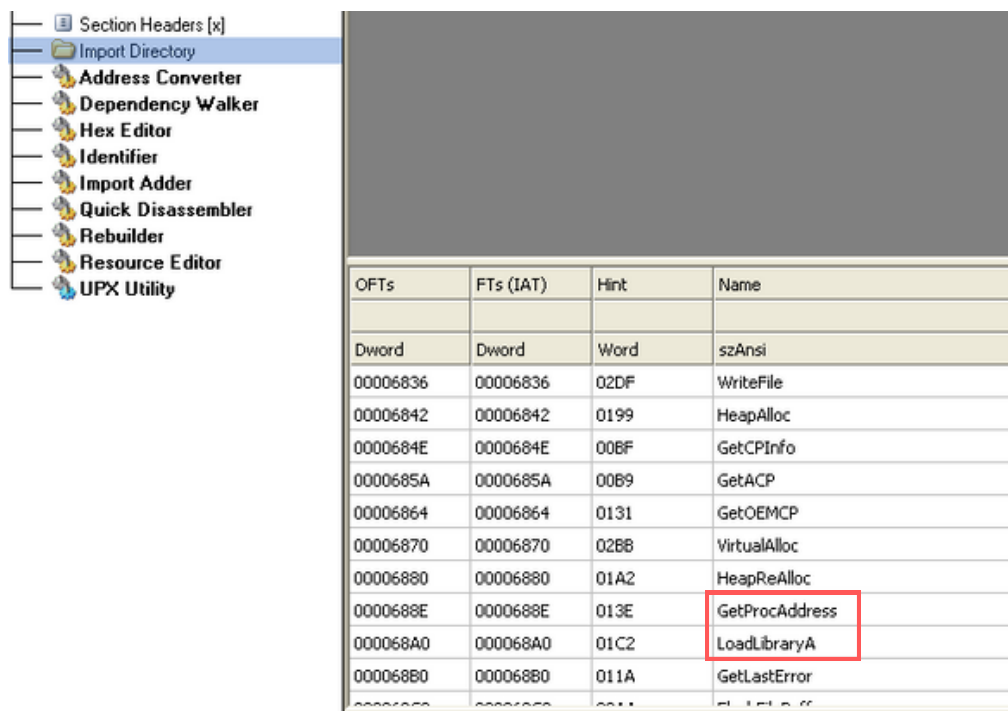 Section Headers [x]
Import Directory
Address Converter
Dependency Walker
Hex Editor
Identifier
Import Adder
Quick Disassembler
Rebuilder
Resource Editor
UPX Utility
OFTs FTs (IAT) Hint Name
Dword Dword Word szAnsi
00006836 00006836 02DF WriteFile
00006842 00006842 0199 HeapAlloc
0000684E 0000684E 00BF GetCPInfo
0000685A 0000685A 00B9 GetACP
00006864 00006864 0131 GetOEMCP
00006870 00006870 02BB VirtualAlloc
00006880 00006880 01A2 HeapReAlloc
0000688E 0000688E 013E GetProcAddress
000068A0 000068A0 01C2 LoadLibraryA
000068B0 000068B0 011A GetLastError